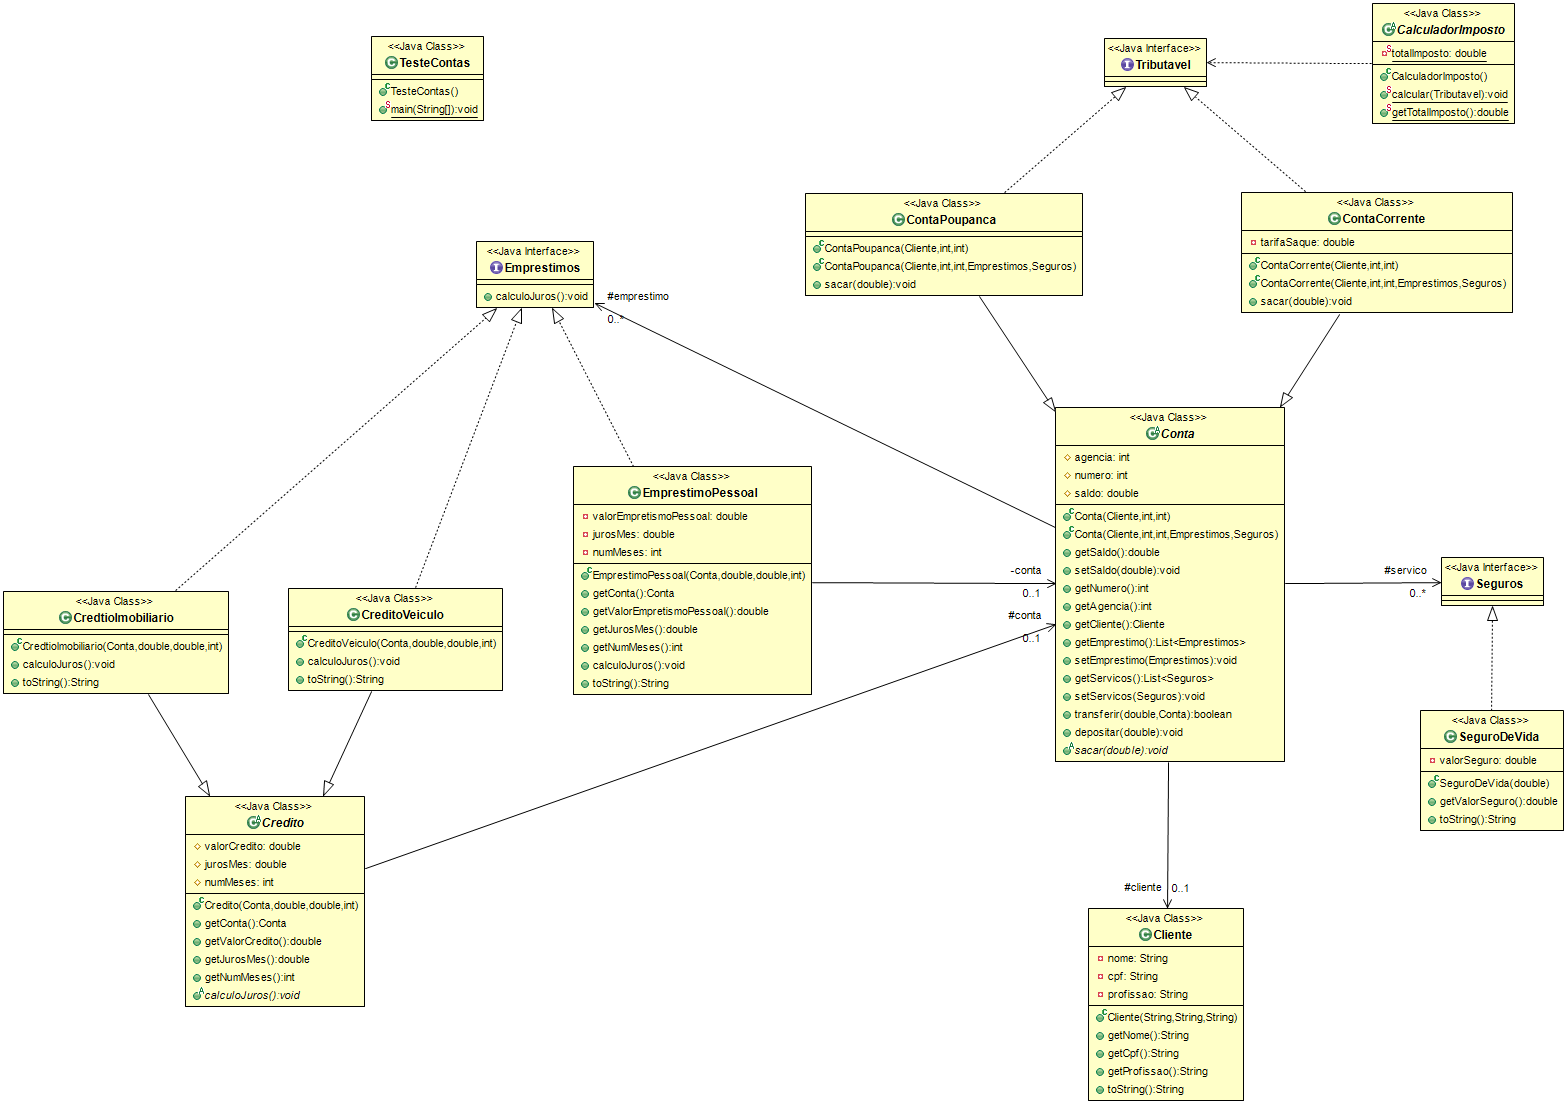 <<Java Class>>
TesteContas
TesteContas()
main(String[]):void
<<Java Interface>>
Tributavel
<<Java Class>>
CalculadorImposto
totalImposto: double
CalculadorImposto()
calcular(Tributavel):void
getTotalImposto():double
<<Java Class>>
ContaPoupanca
ContaPoupanca(Cliente,int,int)
ContaPoupanca(Cliente,int,int,Emprestimos,Seguros)
sacar(double):void
<<Java Class>>
ContaCorrente
tarifaSaque: double
ContaCorrente(Cliente,int,int)
ContaCorrente(Cliente,int,int,Emprestimos,Seguros)
sacar(double):void
<<Java Interface>>
Emprestimos
calculoJuros():void
#emprestimo
0..*
<<Java Class>>
Conta
agencia: int
numero: int
saldo: double
Conta(Cliente,int,int)
Conta(Cliente,int,int,Emprestimos,Seguros)
getSaldo():double
setSaldo(double):void
getNumero():int
getAgencia():int
getCliente():Cliente
getEmprestimo():List<Emprestimos>
setEmprestimo(Emprestimos):void
getServicos():List<Seguros>
setServicos(Seguros):void
transferir(double,Conta):boolean
depositar(double):void
sacar(double):void
<<Java Class>>
EmprestimoPessoal
valorEmpretismoPessoal: double
jurosMes: double
numMeses: int
EmprestimoPessoal(Conta,double,double,int)
getConta():Conta
getValorEmpretismoPessoal():double
getJurosMes():double
getNumMeses():int
calculoJuros():void
toString():String
-conta
0..1
#conta
0..1
#servico
0..*
<<Java Interface>>
Seguros
<<Java Class>>
CredtioImobiliario
CredtioImobiliario(Conta,double,double,int)
calculoJuros():void
toString():String
<<Java Class>>
CreditoVeiculo
CreditoVeiculo(Conta,double,double,int)
calculoJuros():void
toString():String
<<Java Class>>
SeguroDeVida
valorSeguro: double
SeguroDeVida(double)
getValorSeguro():double
toString():String
<<Java Class>>
Credito
valorCredito: double
jurosMes: double
numMeses: int
Credito(Conta,double,double,int)
getConta():Conta
getValorCredito():double
getJurosMes():double
getNumMeses():int
calculoJuros():void
#cliente
0..1
<<Java Class>>
Cliente
nome: String
cpf: String
profissao: String
Cliente(String,String,String)
getNome():String
getCpf():String
getProfissao():String
toString():String